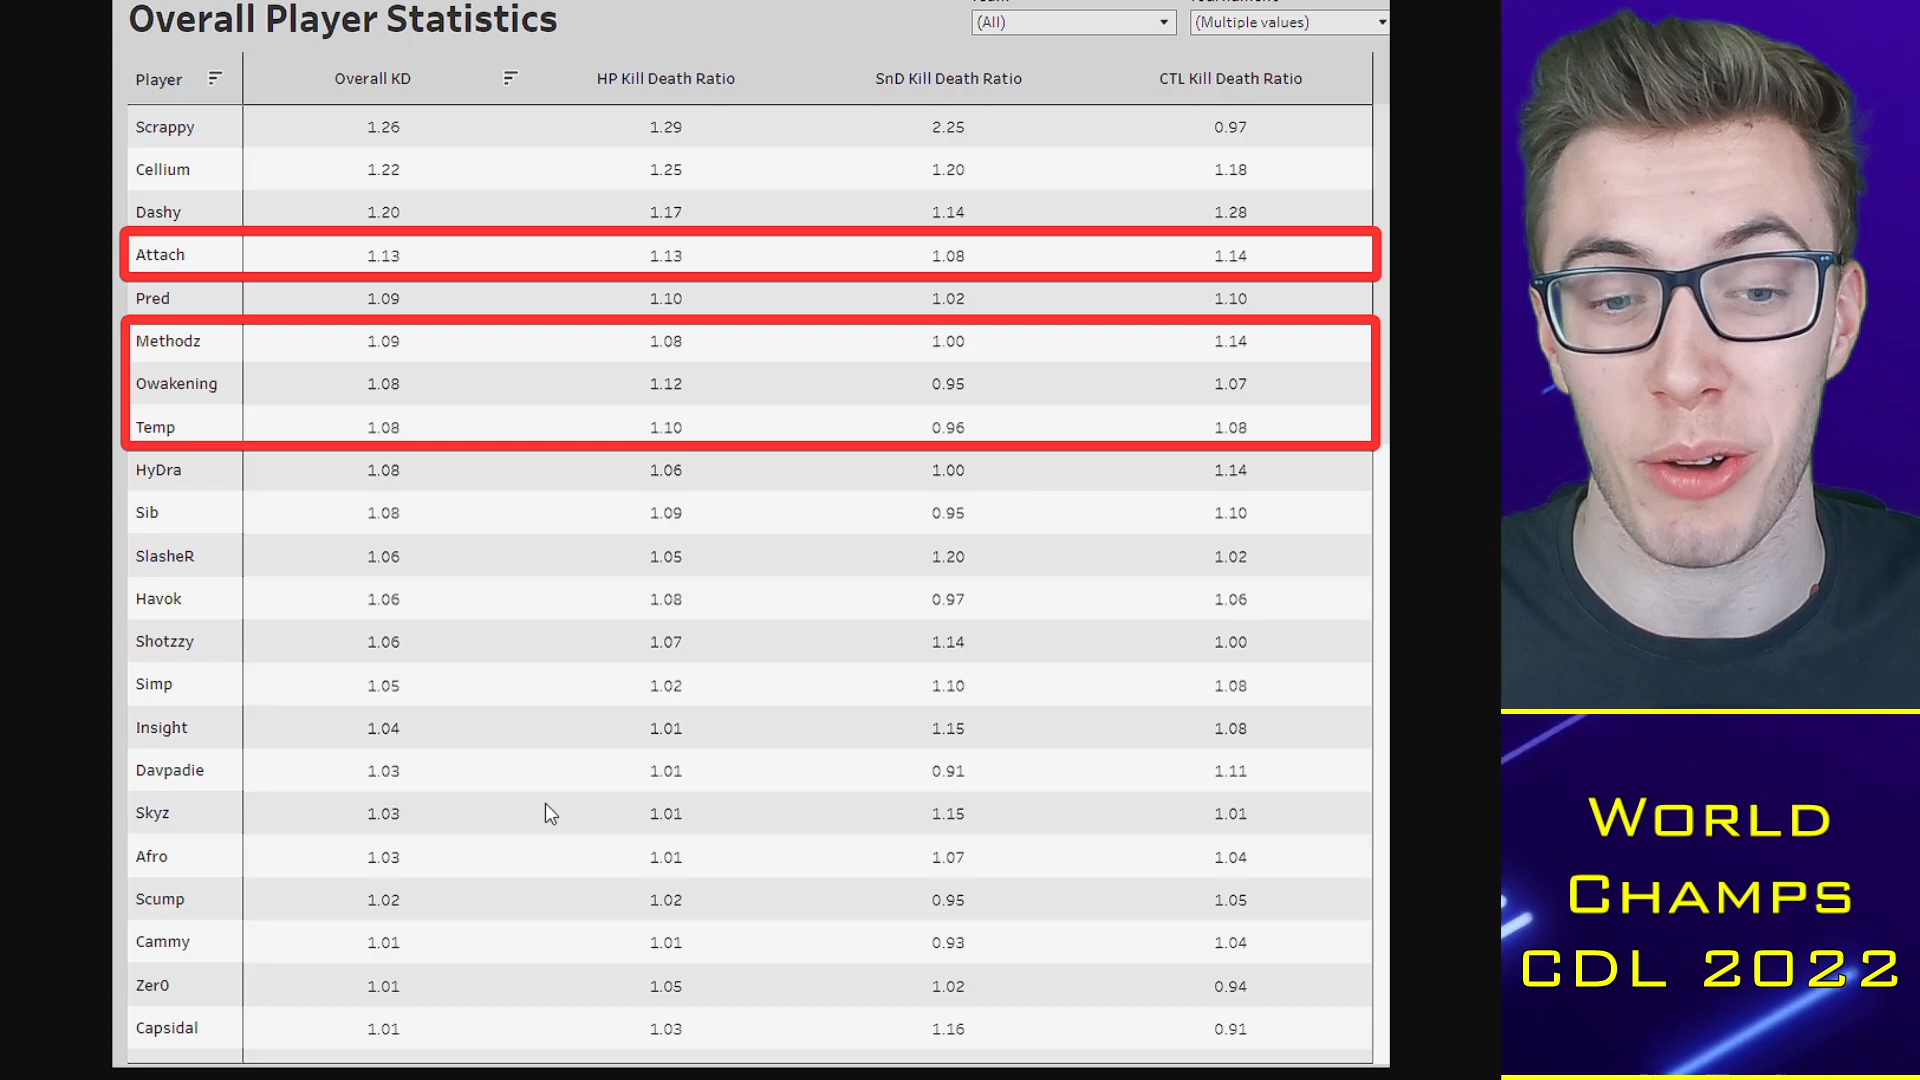 Overall Player Statistics
(All)
(Multiple values)
Player Overall KD HP Kill Death Ratio SnD Kill Death Ratio CTL Kill Death Ratio
Scrappy 1.26 1.29 2.25 0.97
Cellium 1.22 1.25 1.20 1.18
Dashy 1.20 1.17 1.14 1.28
Attach 1.13 1.13 1.08 1.14
Pred 1.09 1.10 1.02 1.10
Methodz 1.09 1.08 1.00 1.14
Owakening 1.08 1.12 0.95 1.07
Temp 1.08 1.10 0.96 1.08
HyDra 1.08 1.06 1.00 1.14
Sib 1.08 1.09 0.95 1.10
SlasheR 1.06 1.05 1.20 1.02
Havok 1.06 1.08 0.97 1.06
Shotzzy 1.06 1.07 1.14 1.00
Simp 1.05 1.02 1.10 1.08
Insight 1.04 1.01 1.15 1.08
Davpadie 1.03 1.01 0.91 1.11
Skyz 1.03 1.01 1.15 1.01
Afro 1.03 1.01 1.07 1.04
Scump 1.02 1.02 0.95 1.05
Cammy 1.01 1.01 0.93 1.04
Zer0 1.01 1.05 1.02 0.94
Capsidal 1.01 1.03 1.16 0.91
World
Champs
CDL 2022